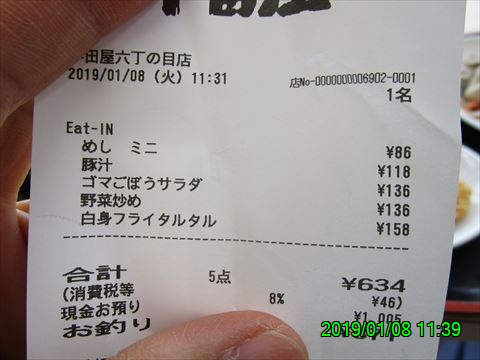 田屋六丁の目店
2019/01/08 (火) 11:31
店No-0000000006902-0001
1名
Eat-IN
めし ミニ ¥86
豚汁 ¥118
ゴマごぼうサラダ ¥136
野菜炒め ¥136
白身フライタルタル ¥158
合計 5点 ¥634
(消費税等 8% ¥46)
現金お預り ¥1,005
お釣り
2019/01/08 11:39